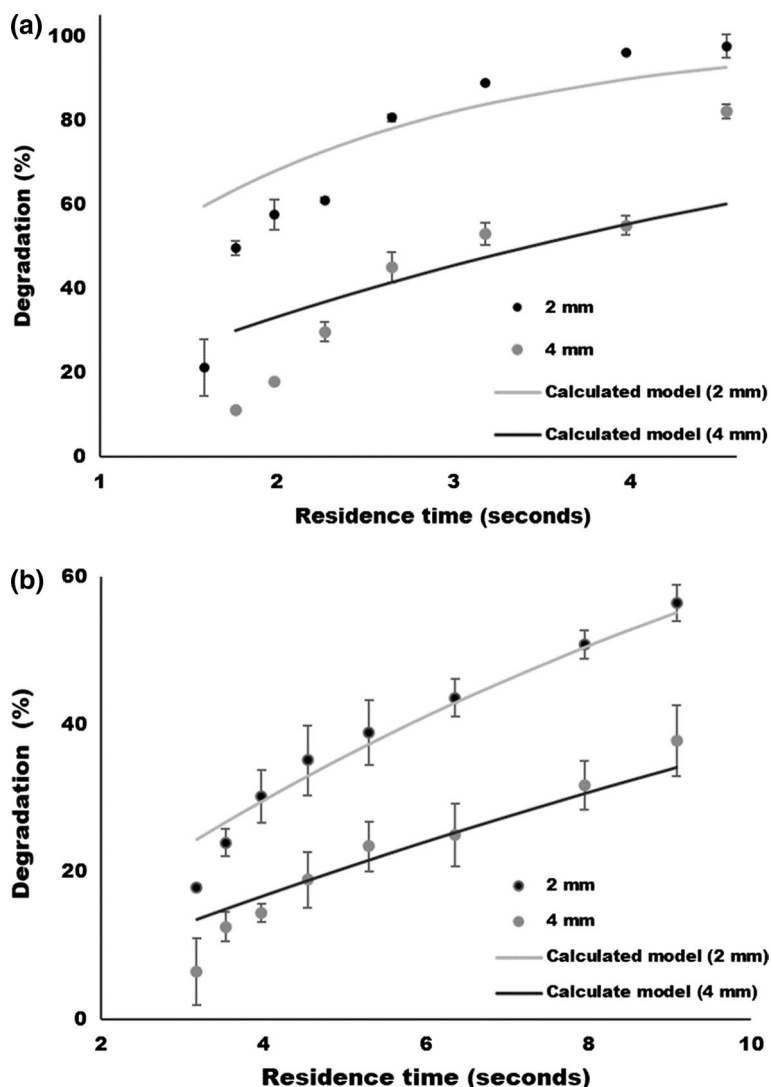 (a)
100
80
60
40
20
0
Degradation (%)
2 mm
4 mm
Calculated model (2 mm)
Calculated model (4 mm)
1 2 3 4
Residence time (seconds)
(b)
60
40
20
0
Degradation (%)
2 mm
4 mm
Calculated model (2 mm)
Calculate model (4 mm)
2 4 6 8 10
Residence time (seconds)